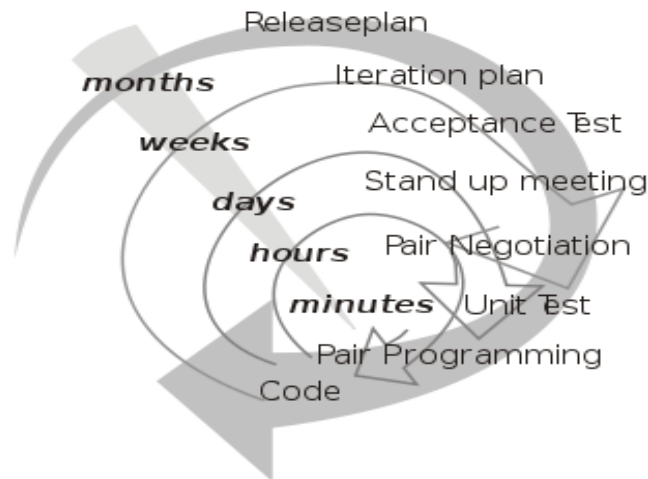 Releaseplan
months
Iteration plan
Acceptance Test
weeks
Stand up meeting
days
Pair Negotiation
hours
minutes
Unit Test
Pair Programming
Code